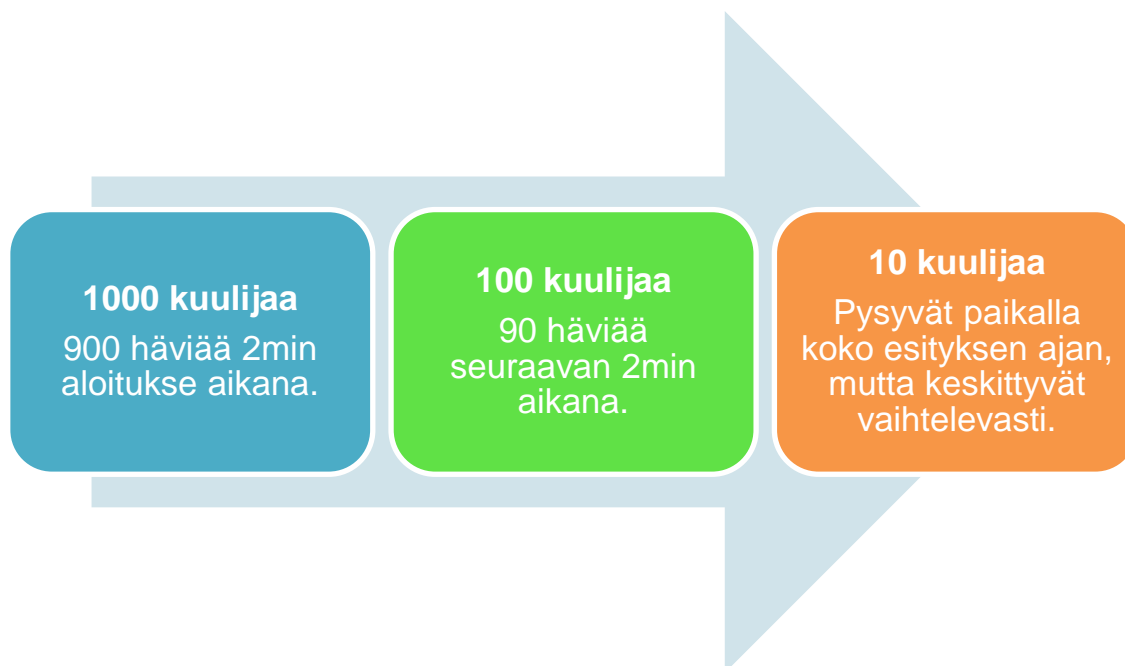 1000 kuulijaa
900 häviää 2min
aloitukse aikana.
100 kuulijaa
90 häviää
seuraavan 2min
aikana.
10 kuulijaa
Pysyvät paikalla
koko esityksen ajan,
mutta keskittyvät
vaihtelevasti.